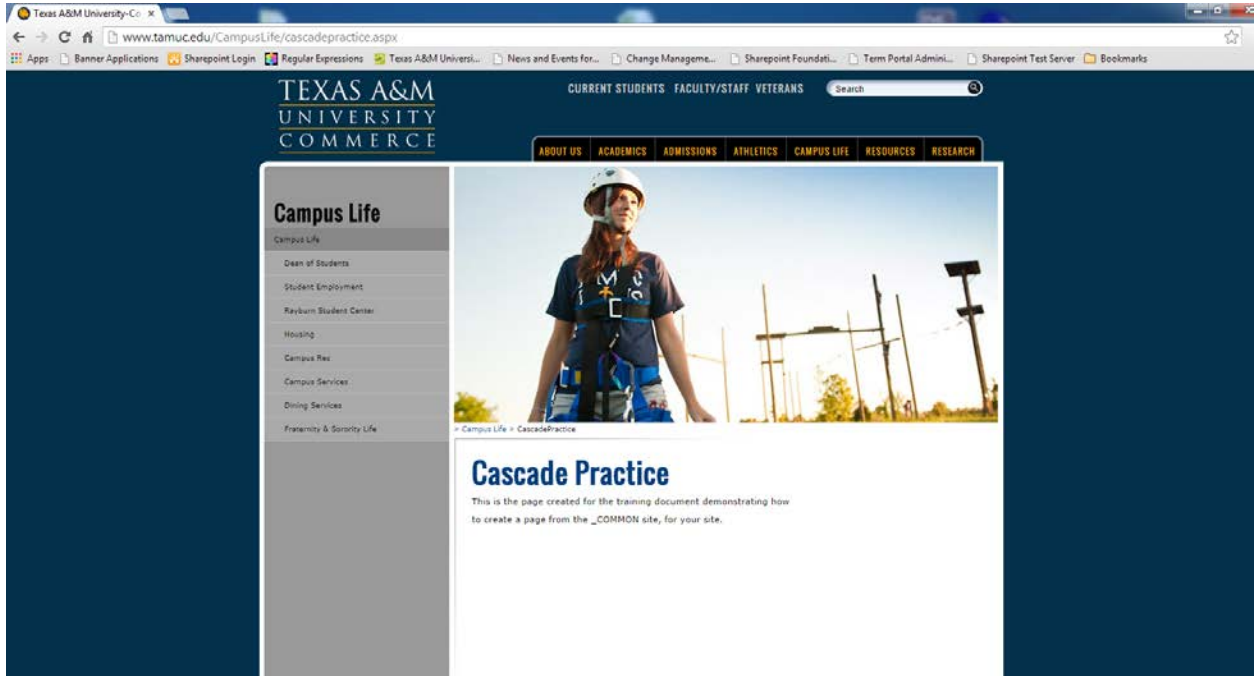 Texas A&M University-Co
www.tamuc.edu/CampusLife/cascadepractice.aspx
Apps Banner Applications Sharepoint Login Regular Expressions Texas A&M Universi... News and Events for... Change Manageme... Sharepoint Foundati... Term Portal Admini... Sharepoint Test Server Bookmarks
TEXAS A&M
UNIVERSITY
COMMERCE
CURRENT STUDENTS FACULTY/STAFF VETERANS Search
ABOUT US ACADEMICS ADMISSIONS ATHLETICS CAMPUS LIFE RESOURCES RESEARCH
Campus Life
Campus Life
Dean of Students
Student Employment
Rayburn Student Center
Housing
Campus Rec
Campus Services
Dining Services
Fraternity & Sorority Life
» Campus Life > CascadePractice
Cascade Practice
This is the page created for the training document demonstrating how
to create a page from the _COMMON site, for your site.